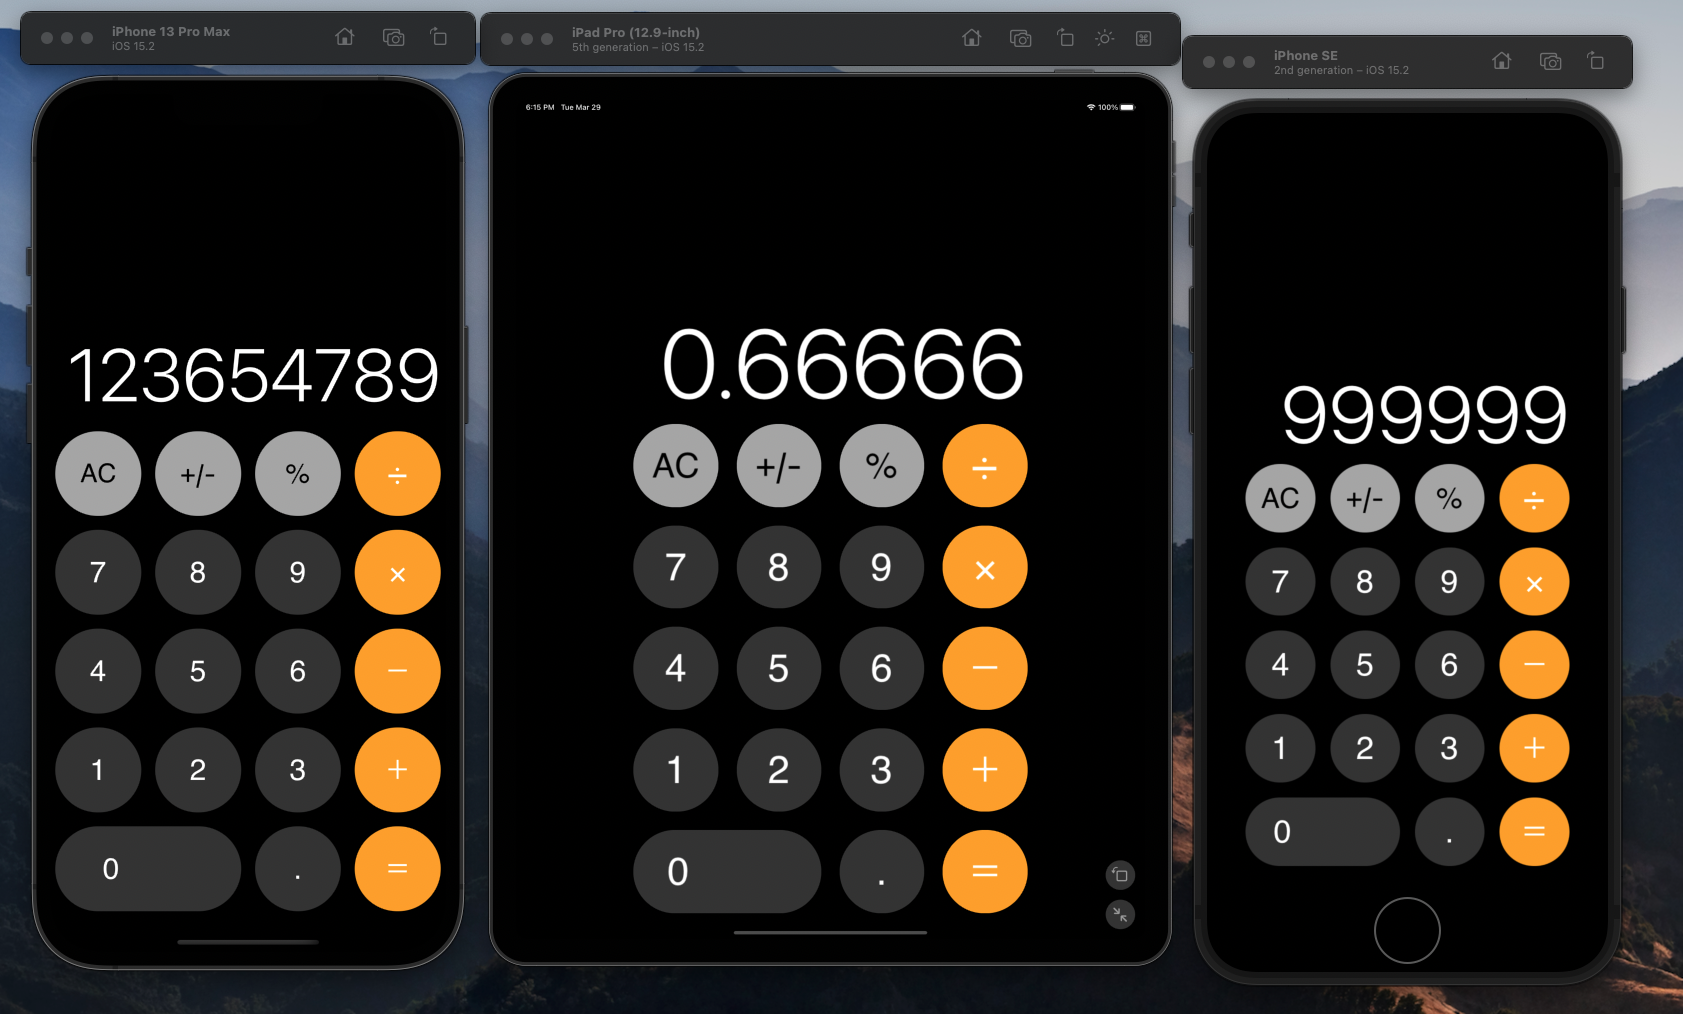 iPhone 13 Pro Max
iOS 15.2
123654789
AC +/- % ÷
7 8 9 ×
4 5 6 −
1 2 3 +
0 . =
iPad Pro (12.9-inch)
5th generation – iOS 15.2
6:15 PM Tue Mar 29
100%
0.66666
AC +/- % ÷
7 8 9 ×
4 5 6 −
1 2 3 +
0 . =
iPhone SE
2nd generation – iOS 15.2
999999
AC +/- % ÷
7 8 9 ×
4 5 6 −
1 2 3 +
0 . =